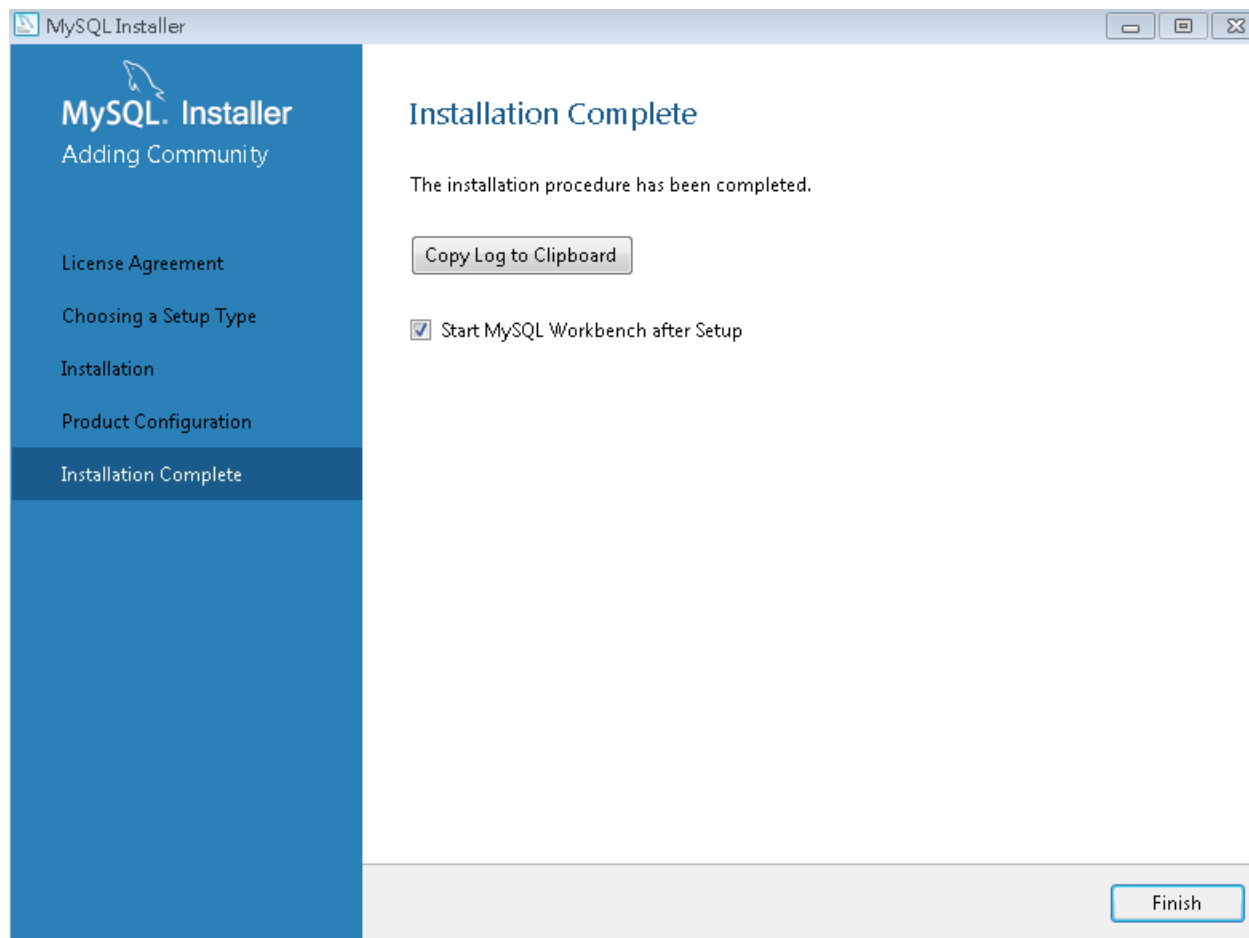 MySQL Installer
MySQL. Installer
Adding Community
License Agreement
Choosing a Setup Type
Installation
Product Configuration
Installation Complete
Installation Complete
The installation procedure has been completed.
Copy Log to Clipboard
Start MySQL Workbench after Setup
Finish